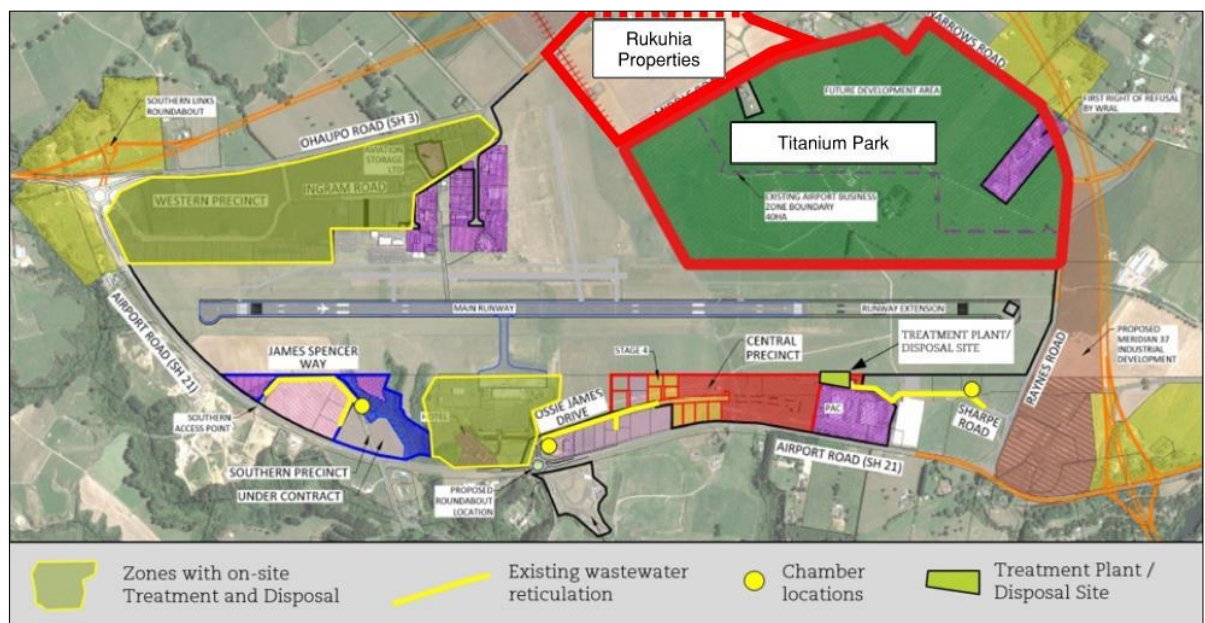 Rukuhia
Properties
NARROWS ROAD
SOUTHERN LINKS
ROUNDABOUT
FUTURE DEVELOPMENT AREA
FIRST RIGHT OF REFUSAL
BY WRAL
OHAUPO ROAD (SH 3)
AVIATION
STORAGE
LTD
Titanium Park
INGRAM ROAD
WESTERN PRECINCT
EXISTING AIRPORT BUSINESS
ZONE BOUNDARY
40HA
AIRPORT ROAD (SH 21)
MAIN RUNWAY
RUNWAY EXTENSION
RAYNES ROAD
PROPOSED
MERIDIAN 37
INDUSTRIAL
DEVELOPMENT
JAMES SPENCER
WAY
STAGE 4
CENTRAL
PRECINCT
TREATMENT PLANT/
DISPOSAL SITE
OSSIE JAMES
DRIVE
SOUTHERN
ACCESS POINT
PAC
SHARPE
ROAD
SOUTHERN PRECINCT
UNDER CONTRACT
AIRPORT ROAD (SH 21)
PROPOSED
ROUNDABOUT
LOCATION
Zones with on-site
Treatment and Disposal
Existing wastewater
reticulation
Chamber
locations
Treatment Plant /
Disposal Site